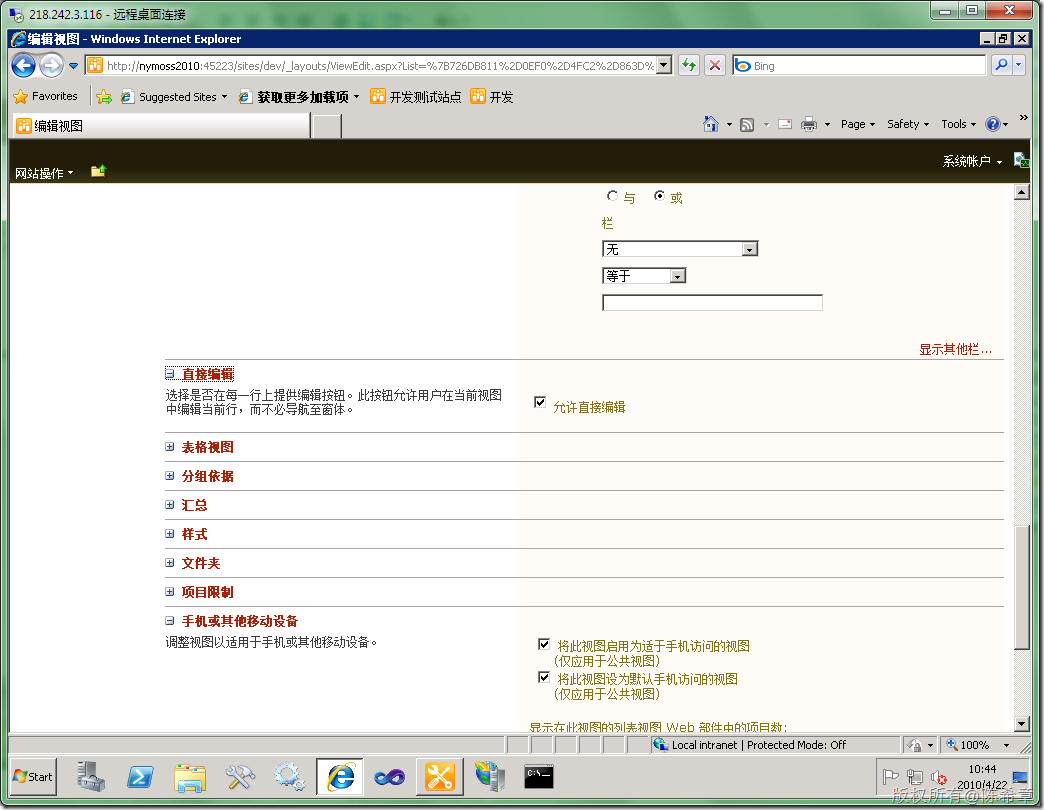 218.242.3.116 - 远程桌面连接
编辑视图 - Windows Internet Explorer
http://nymoss2010:45223/sites/dev/_layouts/ViewEdit.aspx?List=%7B726DB811%2D0EF0%2D4FC2%2D863D%
Bing
Favorites Suggested Sites 获取更多加载项 开发测试站点 开发
编辑视图 Page Safety Tools
系统帐户
网站操作
与 或
栏
无
等于
显示其他栏...
直接编辑
选择是否在每一行上提供编辑按钮。此按钮允许用户在当前视图
中编辑当前行，而不必导航至窗体。
允许直接编辑
表格视图
分组依据
汇总
样式
文件夹
项目限制
手机或其他移动设备
调整视图以适用于手机或其他移动设备。
将此视图启用为适于手机访问的视图
(仅应用于公共视图)
将此视图设为默认手机访问的视图
(仅应用于公共视图)
显示在此视图的列表视图 Web 部件中的项目数:
Local intranet | Protected Mode: Off 100%
Start
C:\
10:44
2010/4/22
版权所有@陈希章